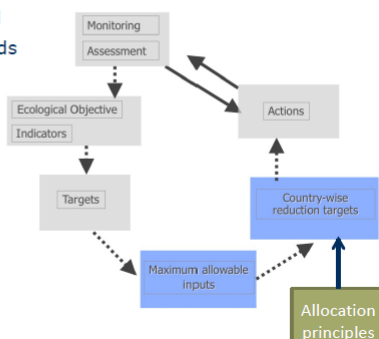 ds
Monitoring
Assessment
Ecological Objective
Indicators
Actions
Targets
Country-wise
reduction targets
Maximum allowable
inputs
Allocation
principles